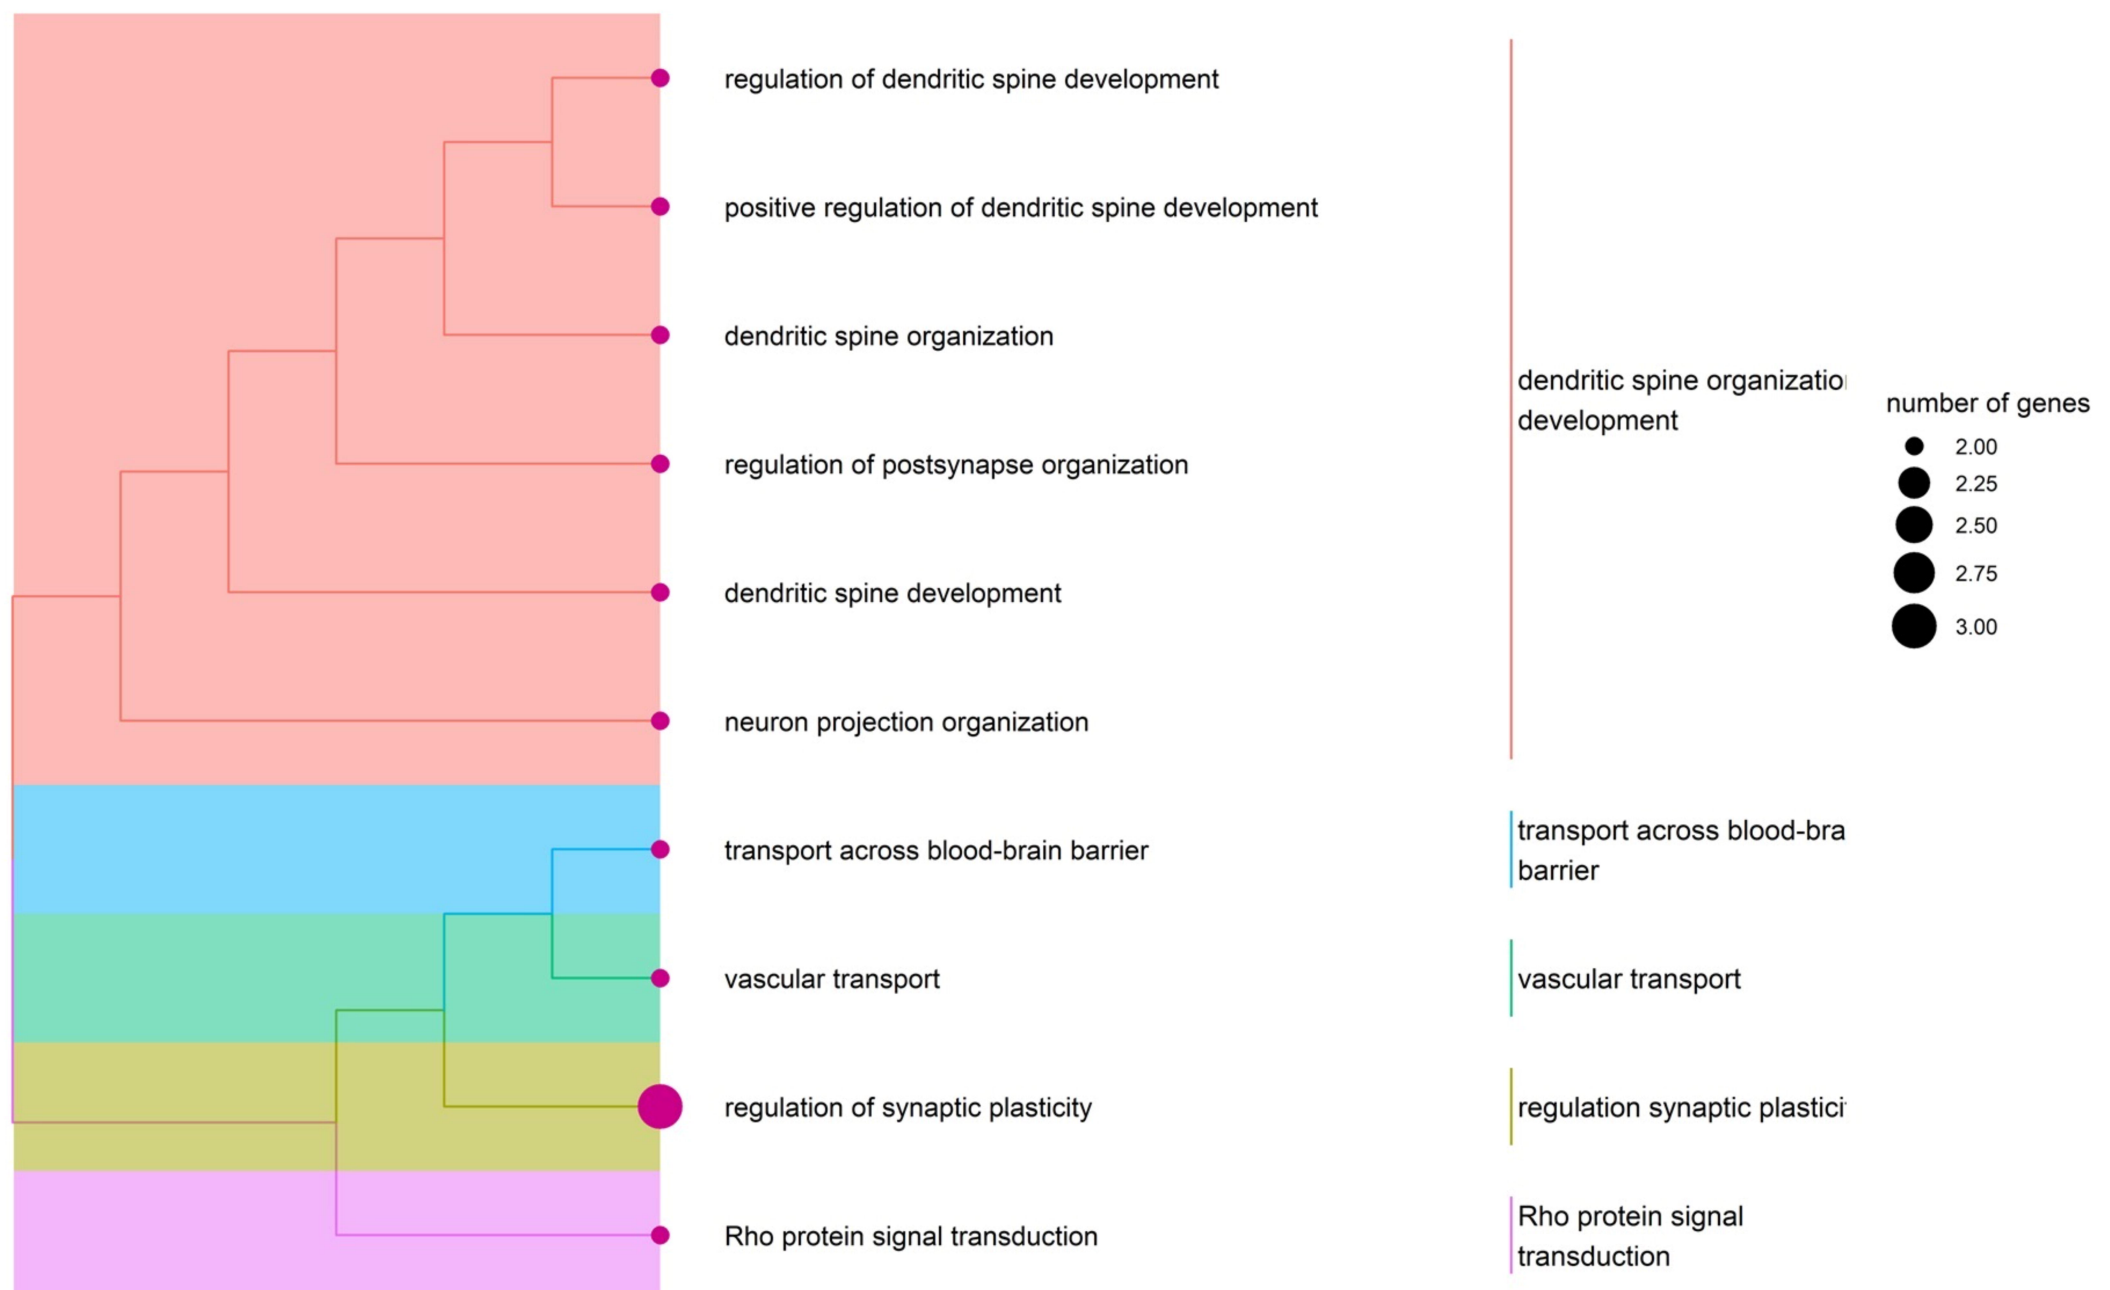 regulation of dendritic spine development
positive regulation of dendritic spine development
dendritic spine organization
regulation of postsynapse organization
dendritic spine development
neuron projection organization
transport across blood-brain barrier
vascular transport
regulation of synaptic plasticity
Rho protein signal transduction
dendritic spine
development
transport across blood-bra
barrier
vascular transport
regulation synaptic
Rho protein signal
transduction
number of genes
2.00
2.25
2.50
2.75
3.00